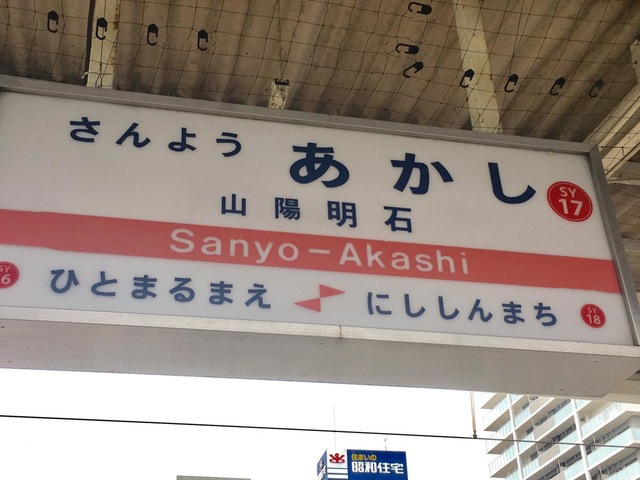 さんよう あかし
SY 17
山陽明石
Sanyo-Akashi
SY 6
ひとまるまえ
にししんまち
SY 18
住まいの
昭和住宅